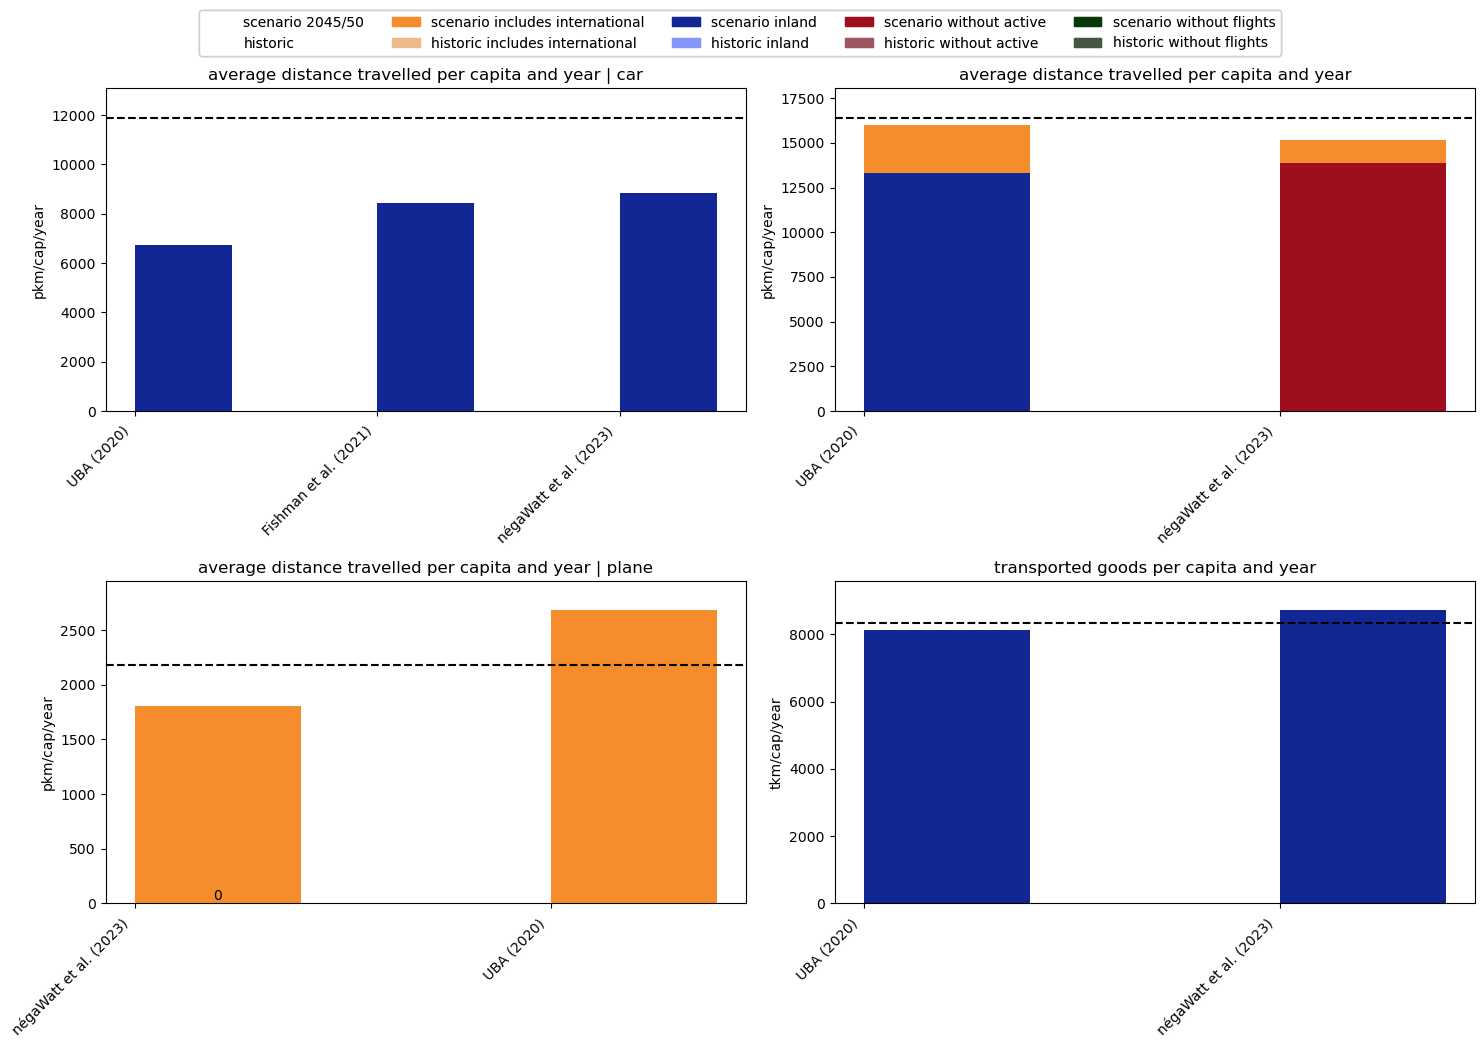 scenario 2045/50 scenario includes international scenario inland scenario without active scenario without flights
historic historic includes international historic inland historic without active historic without flights
average distance travelled per capita and year | car
12000
10000
8000
6000
4000
2000
0
pkm/cap/year
UBA (2020)
Fishman et al. (2021)
négaWatt et al. (2023)
average distance travelled per capita and year
17500
15000
12500
10000
7500
5000
2500
0
pkm/cap/year
UBA (2020)
négaWatt et al. (2023)
average distance travelled per capita and year | plane
2500
2000
1500
1000
500
0
pkm/cap/year
0
négaWatt et al. (2023)
UBA (2020)
transported goods per capita and year
8000
6000
4000
2000
0
tkm/cap/year
UBA (2020)
négaWatt et al. (2023)